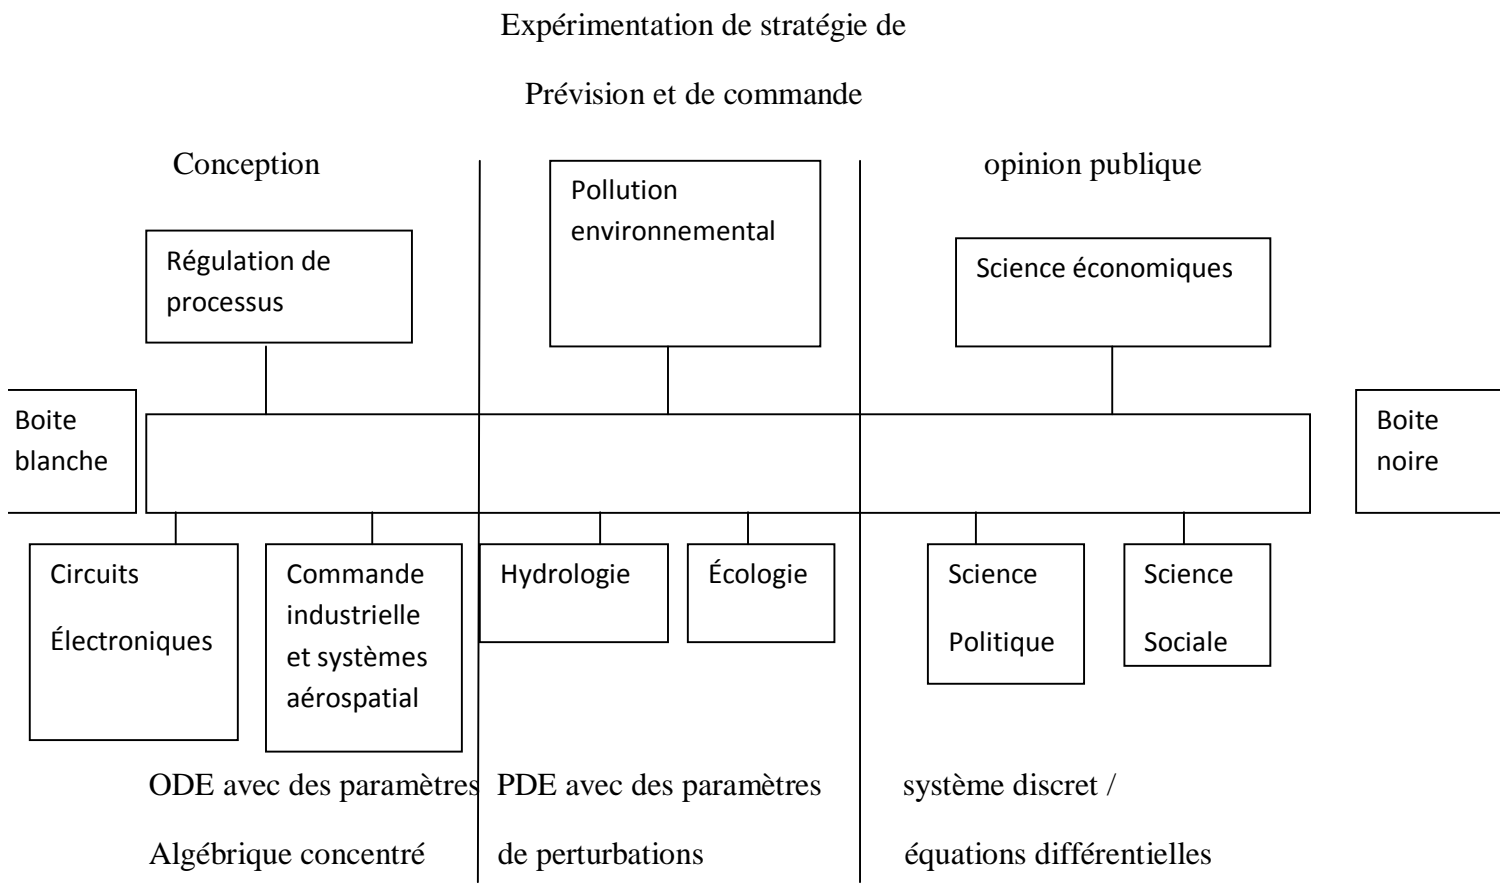 Expérimentation de stratégie de
Prévision et de commande
Conception
opinion publique
Pollution
environnemental
Régulation de
processus
Science économiques
Boite
blanche
Boite
noire
Circuits
Électroniques
Commande
industrielle
et systèmes
aérospatial
Hydrologie
Écologie
Science
Politique
Science
Sociale
ODE avec des paramètres
Algébrique concentré
PDE avec des paramètres
de perturbations
système discret /
équations différentielles